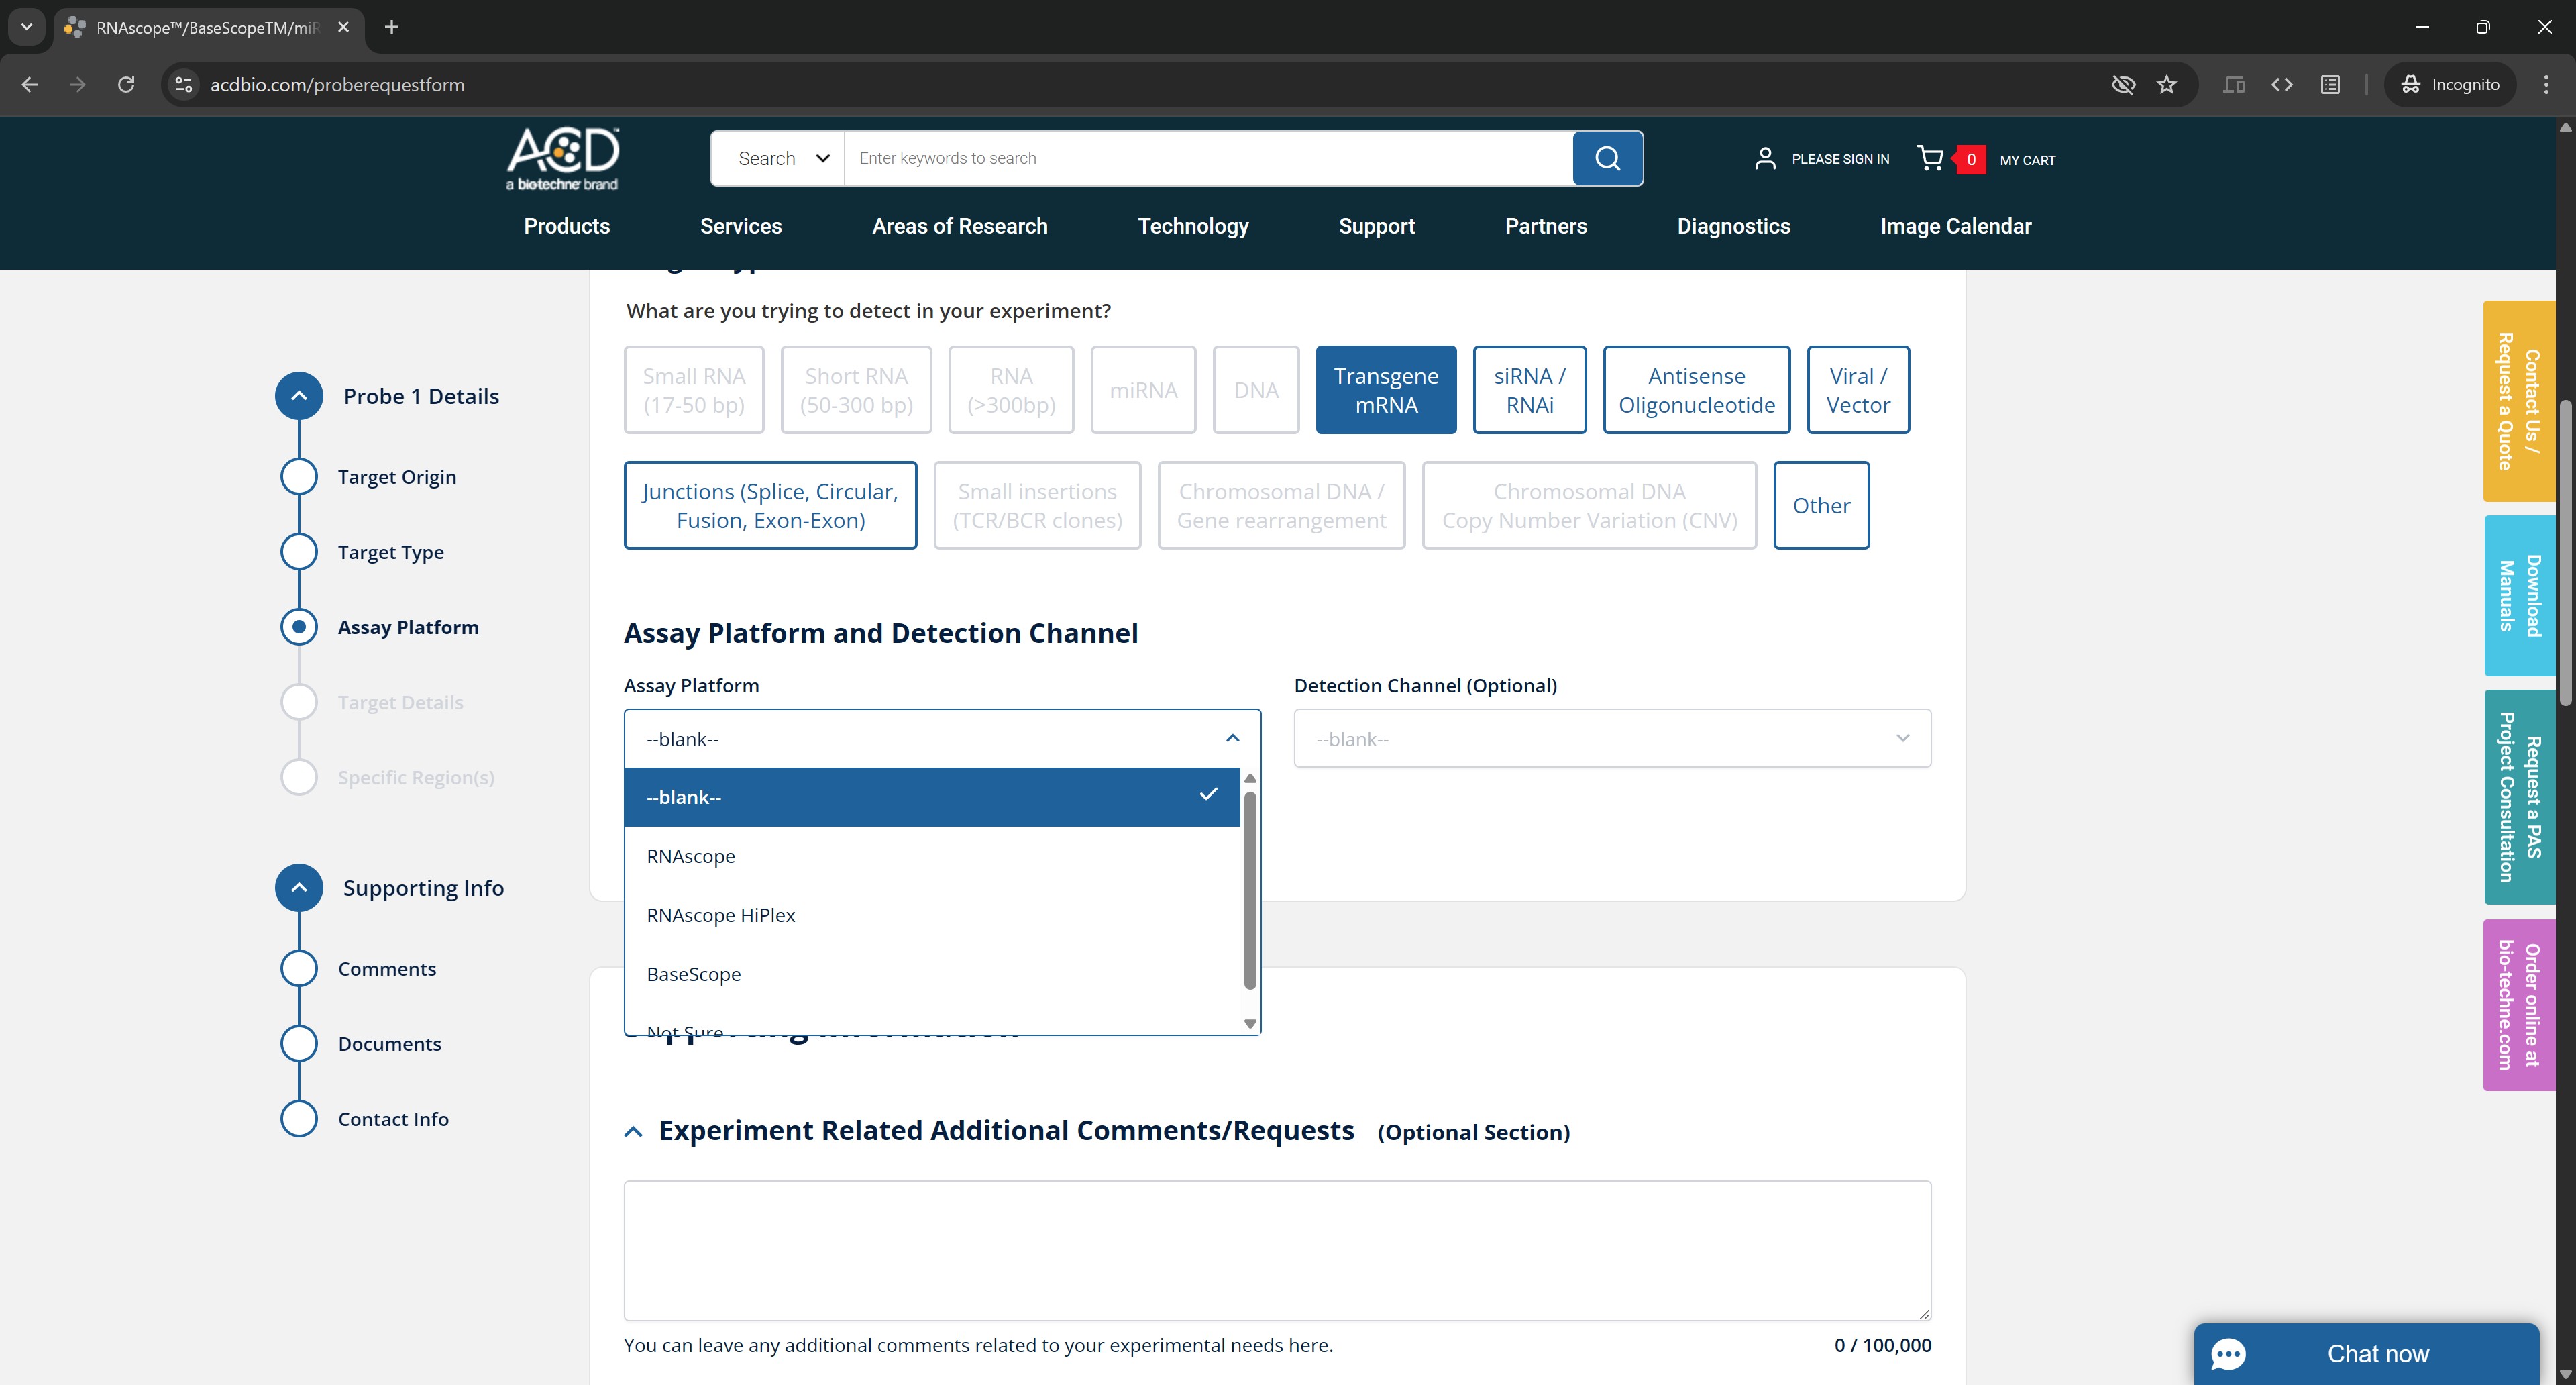 RNAscope™/BaseScopeTM/miR
acdbio.com/proberequestform
Incognito
ACD™
a biotechne brand
Search
Enter keywords to search
PLEASE SIGN IN
0
MY CART
Products
Services
Areas of Research
Technology
Support
Partners
Diagnostics
Image Calendar
Probe 1 Details
Target Origin
Target Type
Assay Platform
Target Details
Specific Region(s)
Supporting Info
Comments
Documents
Contact Info
What are you trying to detect in your experiment?
Small RNA
(17-50 bp)
Short RNA
(50-300 bp)
RNA
(>300bp)
miRNA
DNA
Transgene
mRNA
siRNA /
RNAi
Antisense
Oligonucleotide
Viral /
Vector
Junctions (Splice, Circular,
Fusion, Exon-Exon)
Small insertions
(TCR/BCR clones)
Chromosomal DNA /
Gene rearrangement
Chromosomal DNA
Copy Number Variation (CNV)
Other
Assay Platform and Detection Channel
Assay Platform
--blank--
--blank--
RNAscope
RNAscope HiPlex
BaseScope
Not Sure
Detection Channel (Optional)
--blank--
Experiment Related Additional Comments/Requests (Optional Section)
You can leave any additional comments related to your experimental needs here.
0 / 100,000
Contact Us /
Request a Quote
Download
Manuals
Request a PAS
Project Consultation
Order online at
bio-techne.com
Chat now